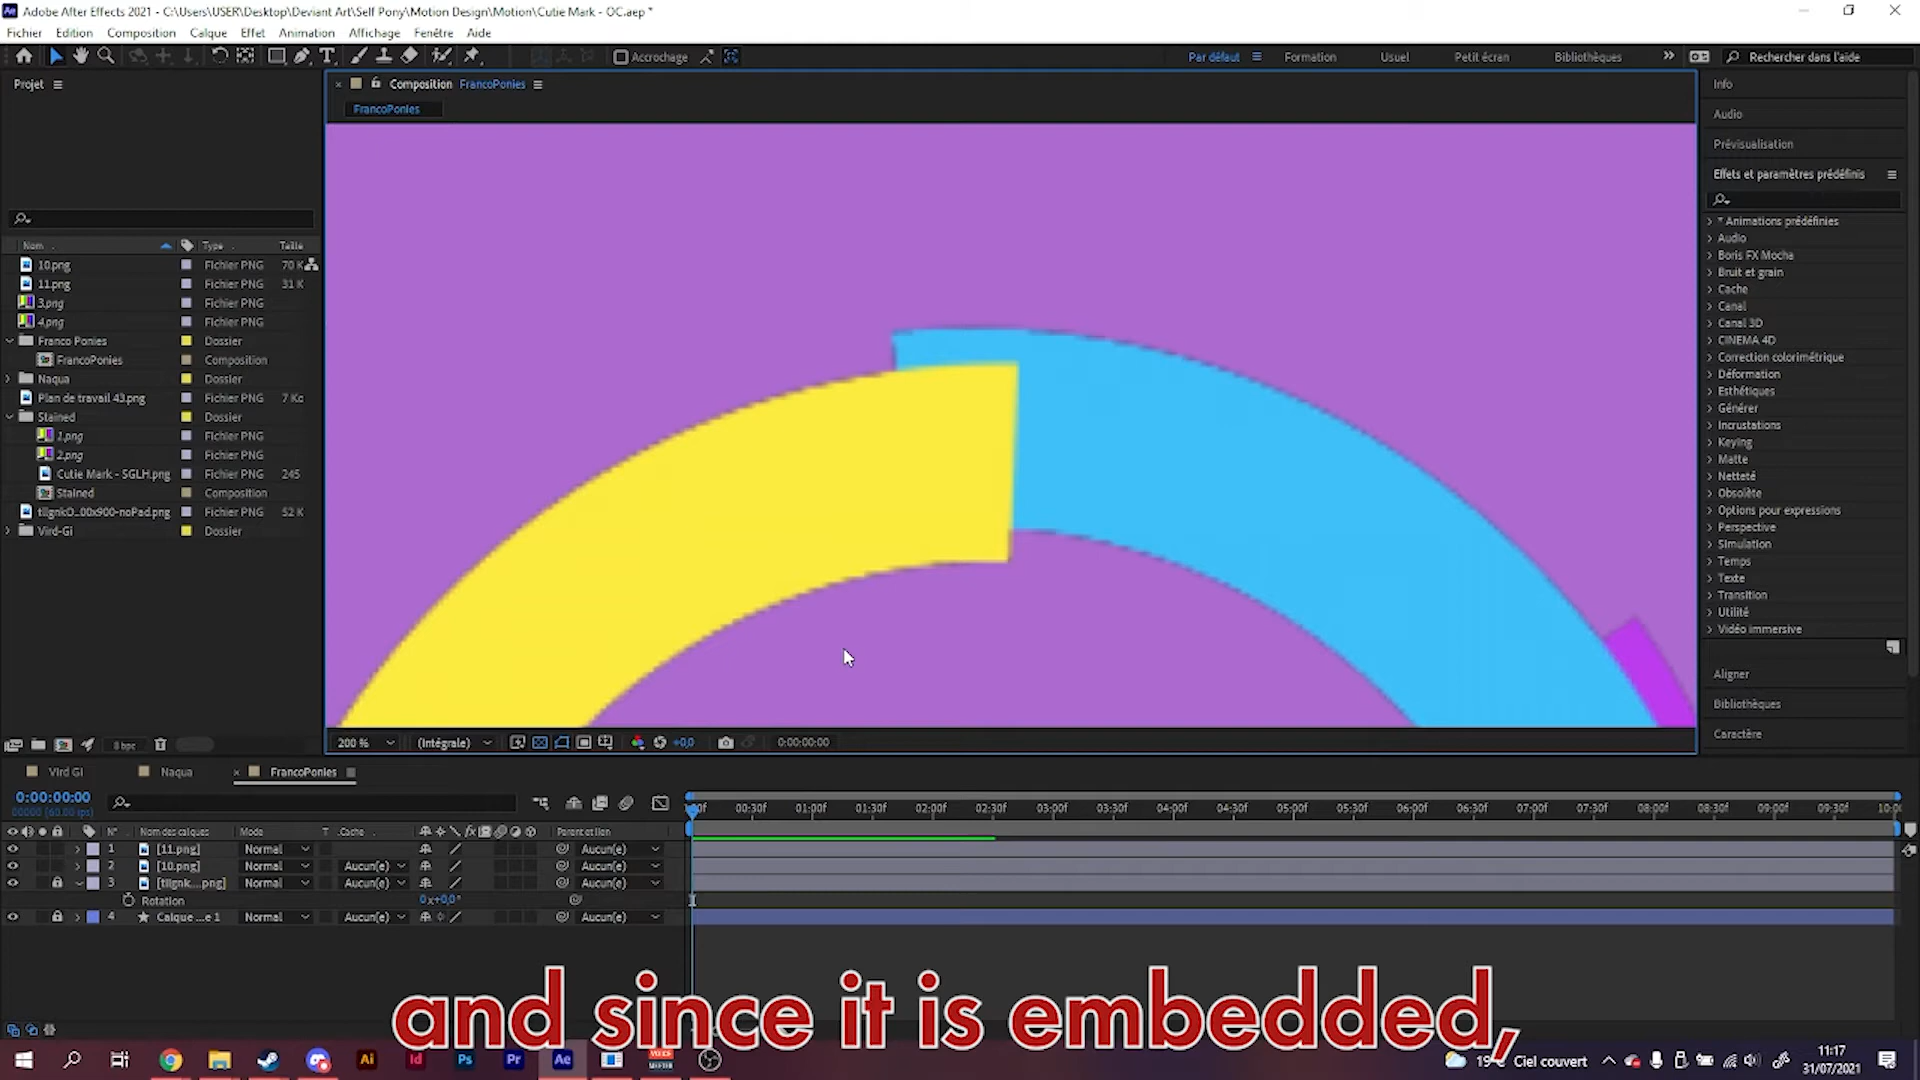 Adobe After Effects 2021 - C:\Users\USER\Desktop\Deviant Art\Self Pony\Motion Design\Motion\Cutie Mark - OC.aep *
Fichier Edition Composition Calque Effet Animation Affichage Fenêtre Aide
Accrochage
Par défaut Formation Usuel Petit écran Bibliothèques Rechercher dans l'aide
Projet
Composition FrancoPonies
FrancoPonies
Nom Type Taille
10.png Fichier PNG 70 K
11.png Fichier PNG 31 K
3.png Fichier PNG
4.png Fichier PNG
Franco Ponies Dossier
FrancoPonies Composition
Naqua Dossier
Plan de travail 43.png Fichier PNG 7 Ko
Stained Dossier
1.png Fichier PNG
2.png Fichier PNG
Cutie Mark - SGLH.png Fichier PNG 245
Stained Composition
Fichier PNG 52 K
Vird-Gi Dossier
8 bpc
200 % (Intégrale) +0,0 0:00:00:00
Info
Audio
Prévisualisation
Effets et paramètres prédéfinis
* Animations prédéfinies
Audio
Boris FX Mocha
Bruit et grain
Cache
Canal
Canal 3D
CINEMA 4D
Correction colorimétrique
Déformation
Esthétiques
Générer
Incrustations
Keying
Matte
Netteté
Obsolète
Options pour expressions
Perspective
Simulation
Temps
Texte
Transition
Utilité
Vidéo immersive
Aligner
Bibliothèques
Caractère
Vird Gi Naqua FrancoPonies
0:00:00:00
00000 (60.00 ips)
00:30f 01:00f 01:30f 02:00f 02:30f 03:00f 03:30f 04:00f 04:30f 05:00f 05:30f 06:00f 06:30f 07:00f 07:30f 08:00f 08:30f 09:00f 09:30f
N° Nom des calques Mode T .Cache Parent et lien
1 [11.png] Normal Aucun(e)
2 [10.png] Normal Aucun(e) Aucun(e)
3 Normal Aucun(e) Aucun(e)
Rotation 0x+0,0°
4 Calque ...e 1 Normal Aucun(e) Aucun(e)
and since it is embedded,
Ai Id Ps Pr Ae
Ciel couvert
11:17
31/07/2021